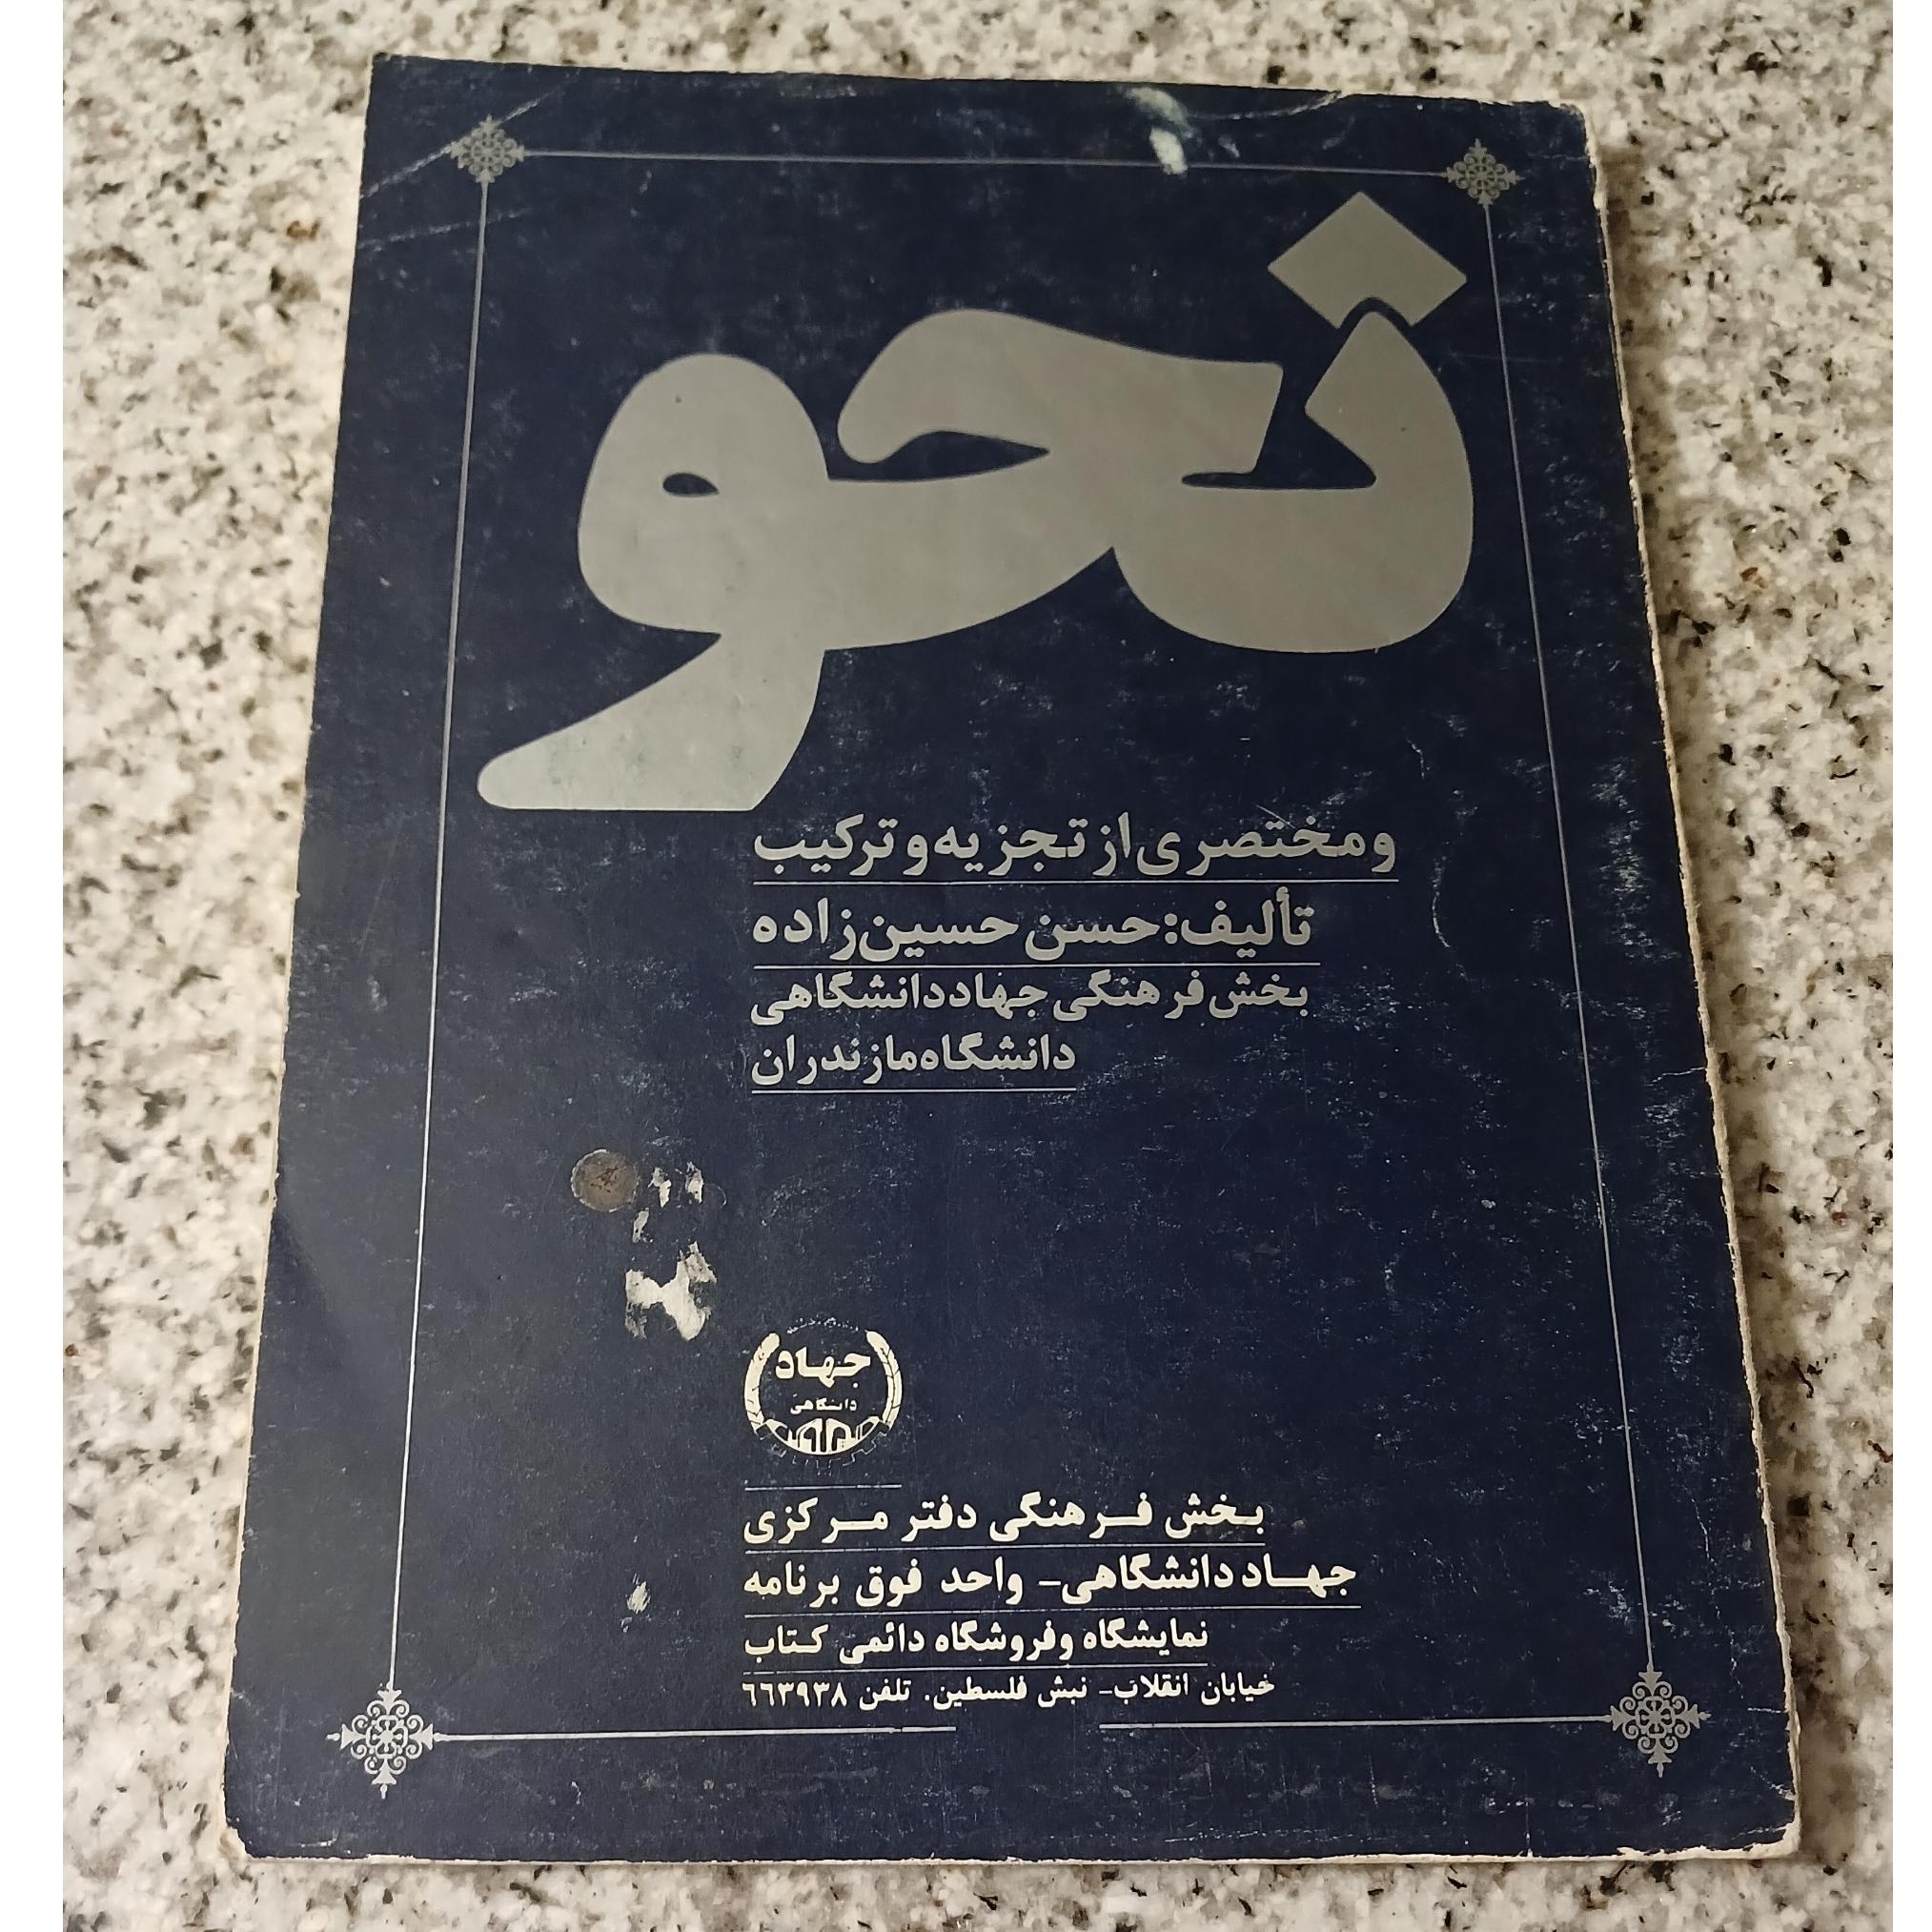 نحو
و مختصری از تجزیه و ترکیب
تألیف: حسن حسین‌زاده
بخش فرهنگی جهاد دانشگاهی
دانشگاه مازندران
جهاد
دانشگاهی
بخش فرهنگی دفتر مرکزی
جهاد دانشگاهی- واحد فوق برنامه
نمایشگاه وفروشگاه دائمی کتاب
خیابان انقلاب- نبش فلسطین. تلفن ٦٦٣٩٣٨